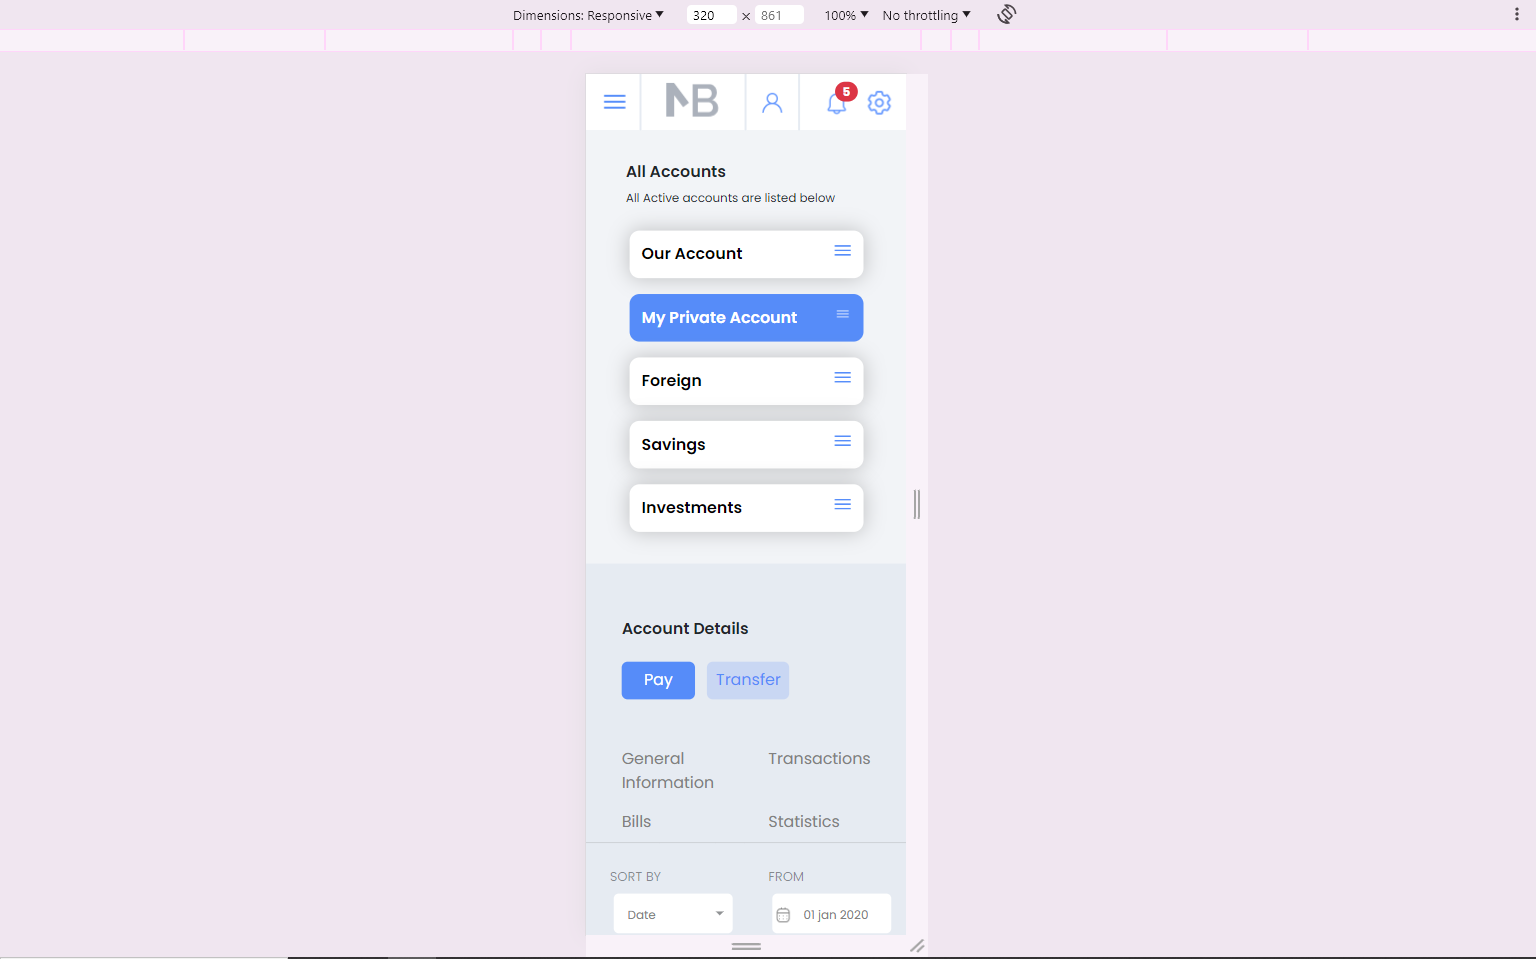 Dimensions: Responsive 320 × 861 100% No throttling
NB 5
All Accounts
All Active accounts are listed below
Our Account
My Private Account
Foreign
Savings
Investments
Account Details
Pay Transfer
General Information Transactions
Bills Statistics
SORT BY FROM
Date 01 jan 2020